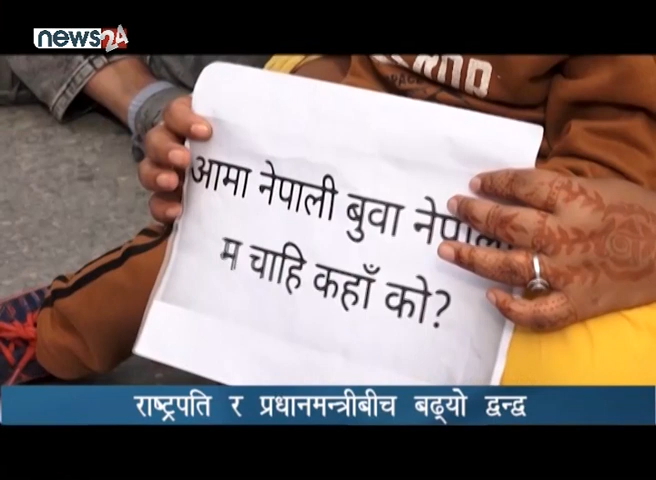 news24
आमा नेपाली बुवा नेपाली
म चाहि कहाँ को?
राष्ट्रपति र प्रधानमन्त्रीबीच बढ्यो द्वन्द्व